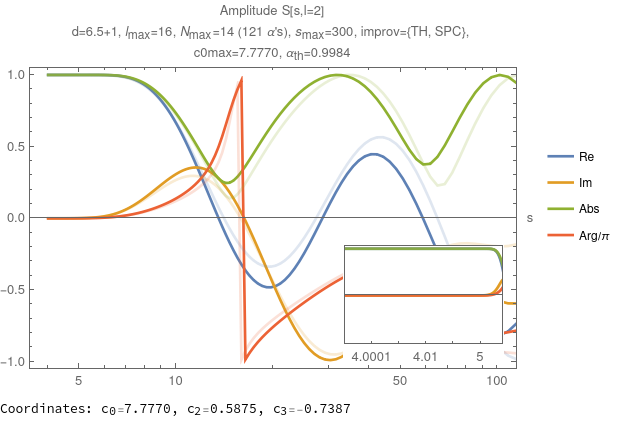 Amplitude S[s,l=2]
d=6.5+1, lmax=16, Nmax=14 (121 α's), smax=300, improv={TH, SPC},
c0max=7.7770, αth=0.9984
1.0
0.5
0.0
−0.5
−1.0
5
10
50
100
s
4.0001
4.01
5
Re
Im
Abs
Arg/π
Coordinates: c0=7.7770, c2=0.5875, c3=-0.7387